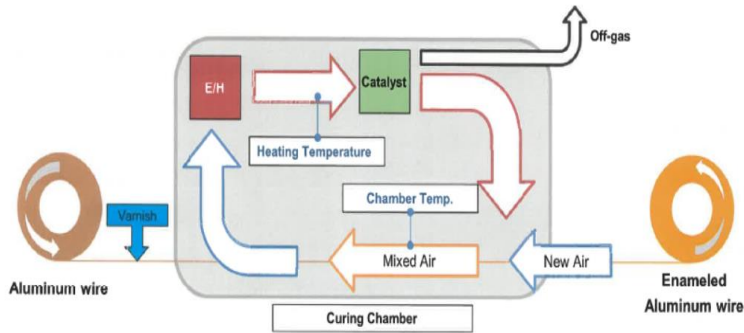 Off-gas
E/H
Catalyst
Heating Temperature
Varnish
Chamber Temp.
Mixed Air
New Air
Aluminum wire
Enameled
Aluminum wire
Curing Chamber